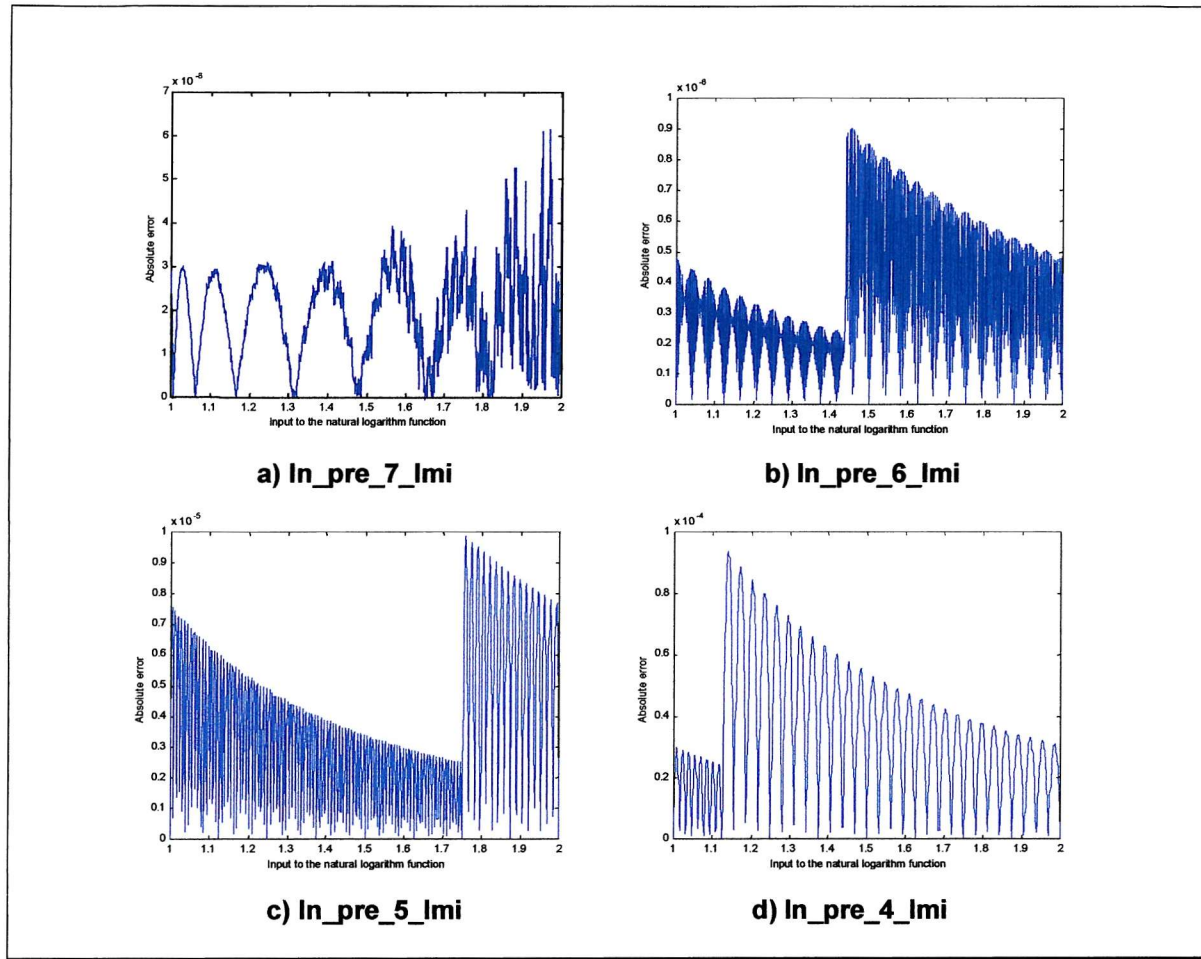 x 10⁻⁸
7
6
5
4
3
2
1
0
Absolute error
1 1.1 1.2 1.3 1.4 1.5 1.6 1.7 1.8 1.9 2
Input to the natural logarithm function
a) ln_pre_7_lmi
x 10⁻⁶
1
0.9
0.8
0.7
0.6
0.5
0.4
0.3
0.2
0.1
0
Absolute error
1 1.1 1.2 1.3 1.4 1.5 1.6 1.7 1.8 1.9 2
Input to the natural logarithm function
b) ln_pre_6_lmi
x 10⁻⁵
1
0.9
0.8
0.7
0.6
0.5
0.4
0.3
0.2
0.1
0
Absolute error
1 1.1 1.2 1.3 1.4 1.5 1.6 1.7 1.8 1.9 2
Input to the natural logarithm function
c) ln_pre_5_lmi
x 10⁻⁴
1
0.8
0.6
0.4
0.2
0
Absolute error
1 1.1 1.2 1.3 1.4 1.5 1.6 1.7 1.8 1.9 2
Input to the natural logarithm function
d) ln_pre_4_lmi